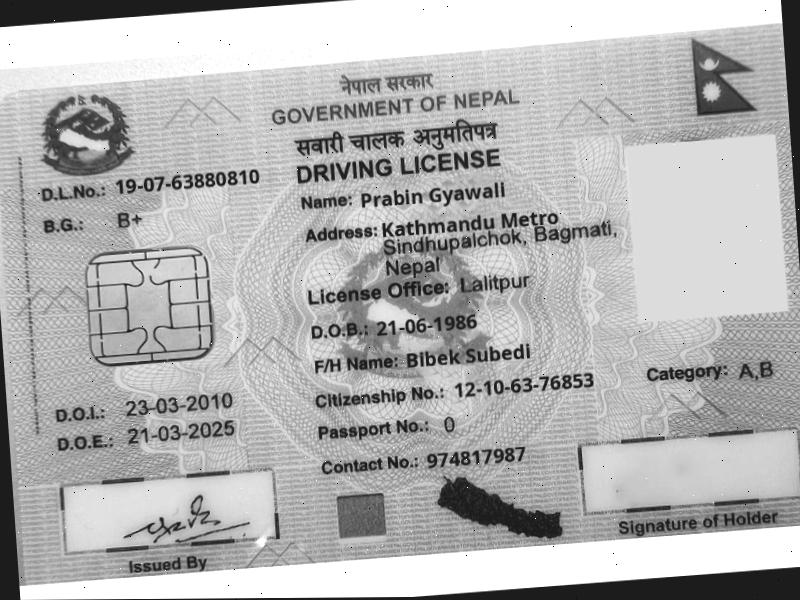 नेपाल सरकार
GOVERNMENT OF NEPAL
सवारी चालक अनुमतिपत्र
DRIVING LICENSE
D.L.No.: 19-07-63880810
B.G.: B+
Name: Prabin Gyawali
Address: Kathmandu Metro
Sindhupalchok, Bagmati,
Nepal
License Office: Lalitpur
D.O.B.: 21-06-1986
F/H Name: Bibek Subedi
Citizenship No.: 12-10-63-76853
Category: A,B
D.O.I.: 23-03-2010
D.O.E.: 21-03-2025
Passport No.: 0
Contact No.: 974817987
Issued By
Signature of Holder